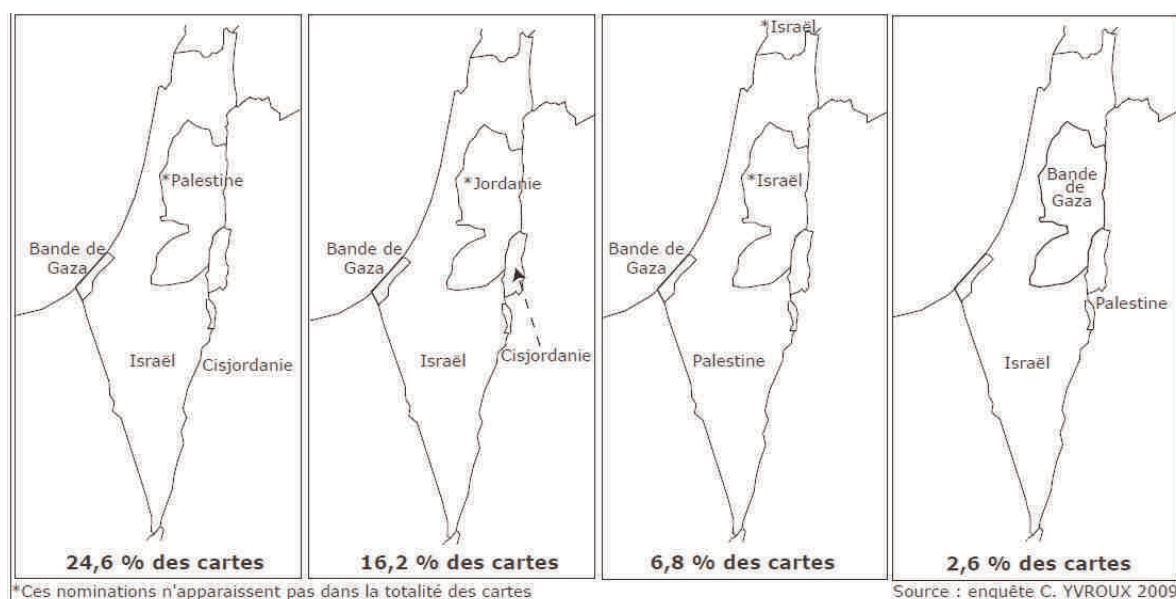 *Palestine
Bande de
Gaza
Israël
Cisjordanie
24,6 % des cartes
*Jordanie
Bande de
Gaza
Israël
Cisjordanie
16,2 % des cartes
*Israël
*Israël
Bande de
Gaza
Palestine
6,8 % des cartes
Bande
de
Gaza
Palestine
Israël
2,6 % des cartes
*Ces nominations n'apparaissent pas dans la totalité des cartes
Source : enquête C. YVROUX 2009